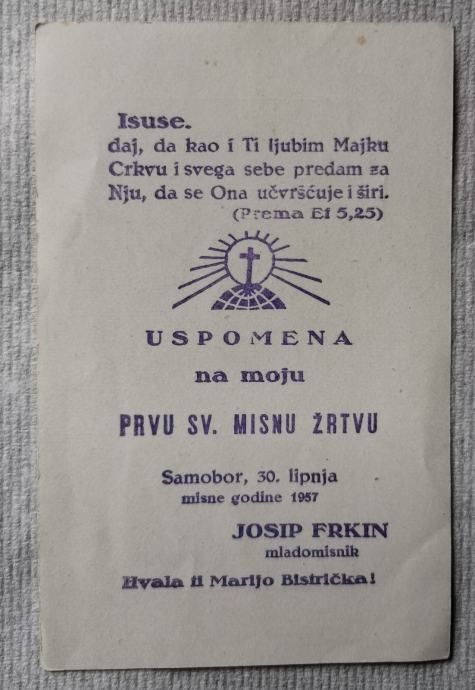 Isuse.
daj, da kao i Ti ljubim Majku
Crkvu i svega sebe predam za
Nju, da se Ona učvršćuje i širi.
(Prema Ef 5,25)
USPOMENA
na moju
PRVU SV. MISNU ŽRTVU
Samobor, 30. lipnja
misne godine 1957
JOSIP FRKIN
mladomisnik
Hvala ti Marijo Bistrička!